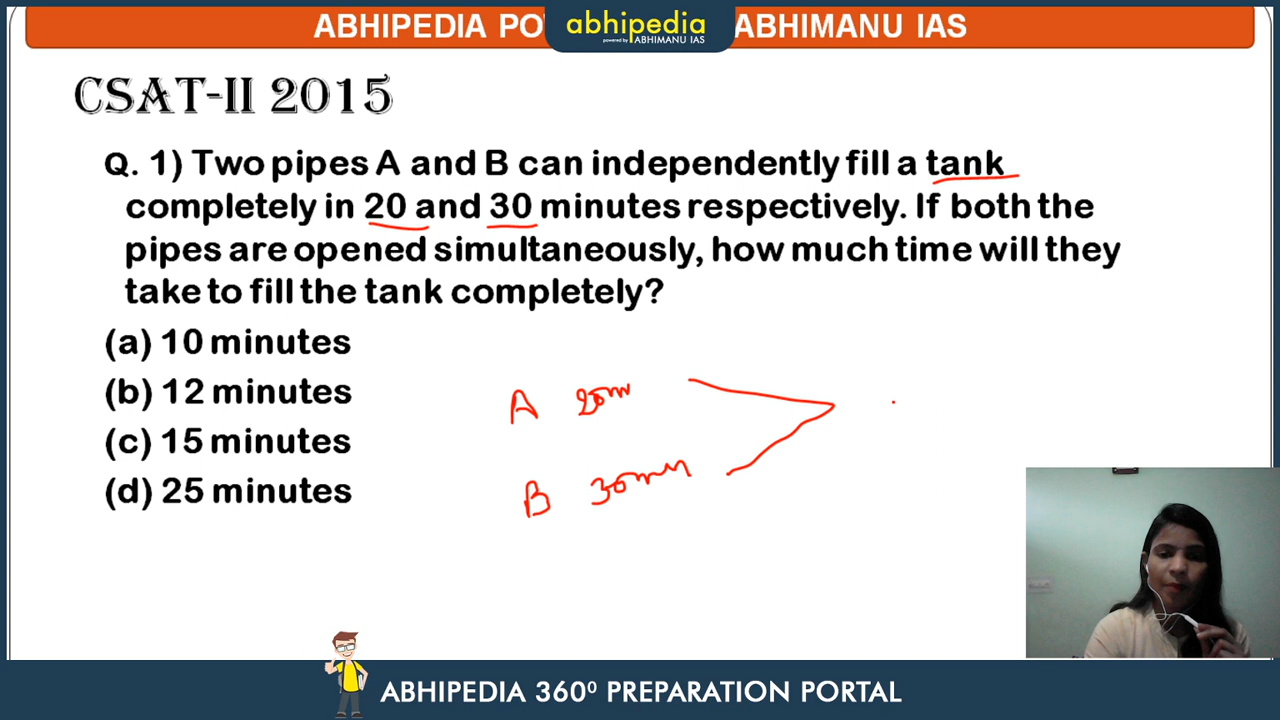 ABHIPEDIA PO
abhipedia
powered by ABHIMANU IAS
ABHIMANU IAS
CSAT-II 2015
Q. 1) Two pipes A and B can independently fill a tank
completely in 20 and 30 minutes respectively. If both the
pipes are opened simultaneously, how much time will they
take to fill the tank completely?
(a) 10 minutes
(b) 12 minutes
(c) 15 minutes
(d) 25 minutes
A 20m
B 30min
ABHIPEDIA 360⁰ PREPARATION PORTAL